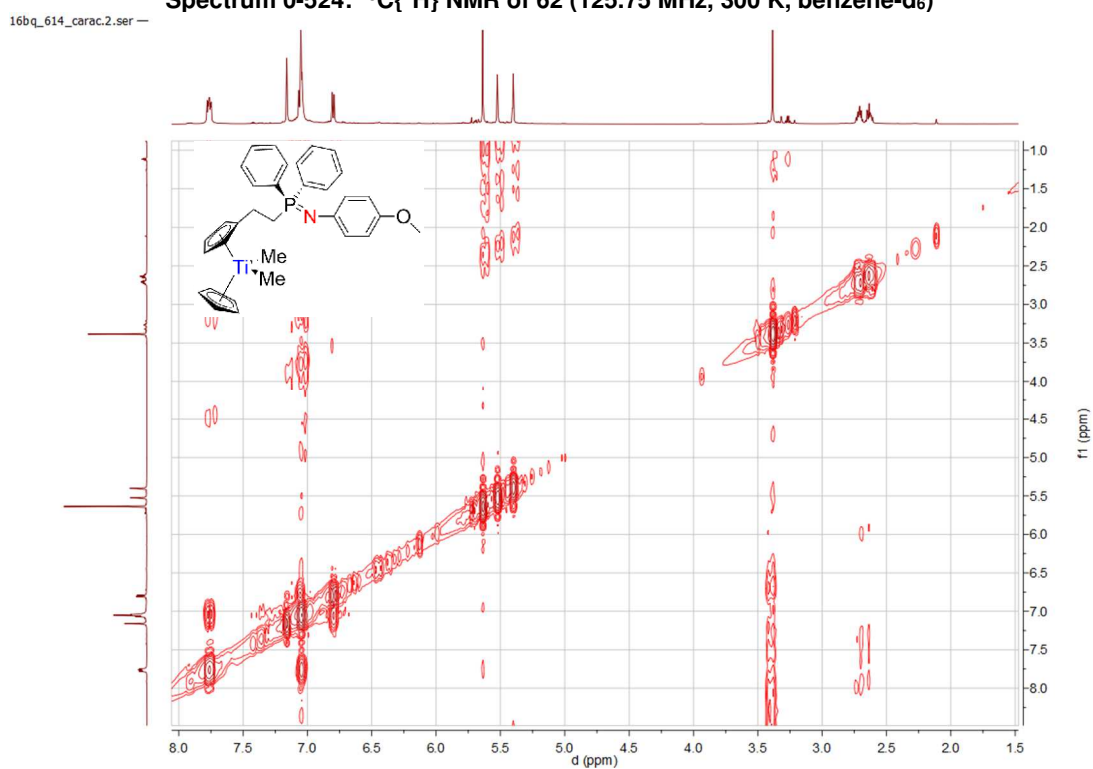 Spectrum 0-524: ¹³C{¹H} NMR of 62 (125.75 MHz, 300 K, benzene-d₆)
16bq_614_carac.2.ser —
P
N
O
Ti
Me
Me
1.0
1.5
2.0
2.5
3.0
3.5
4.0
4.5
5.0
5.5
6.0
6.5
7.0
7.5
8.0
f1 (ppm)
8.0 7.5 7.0 6.5 6.0 5.5 5.0 4.5 4.0 3.5 3.0 2.5 2.0 1.5
d (ppm)